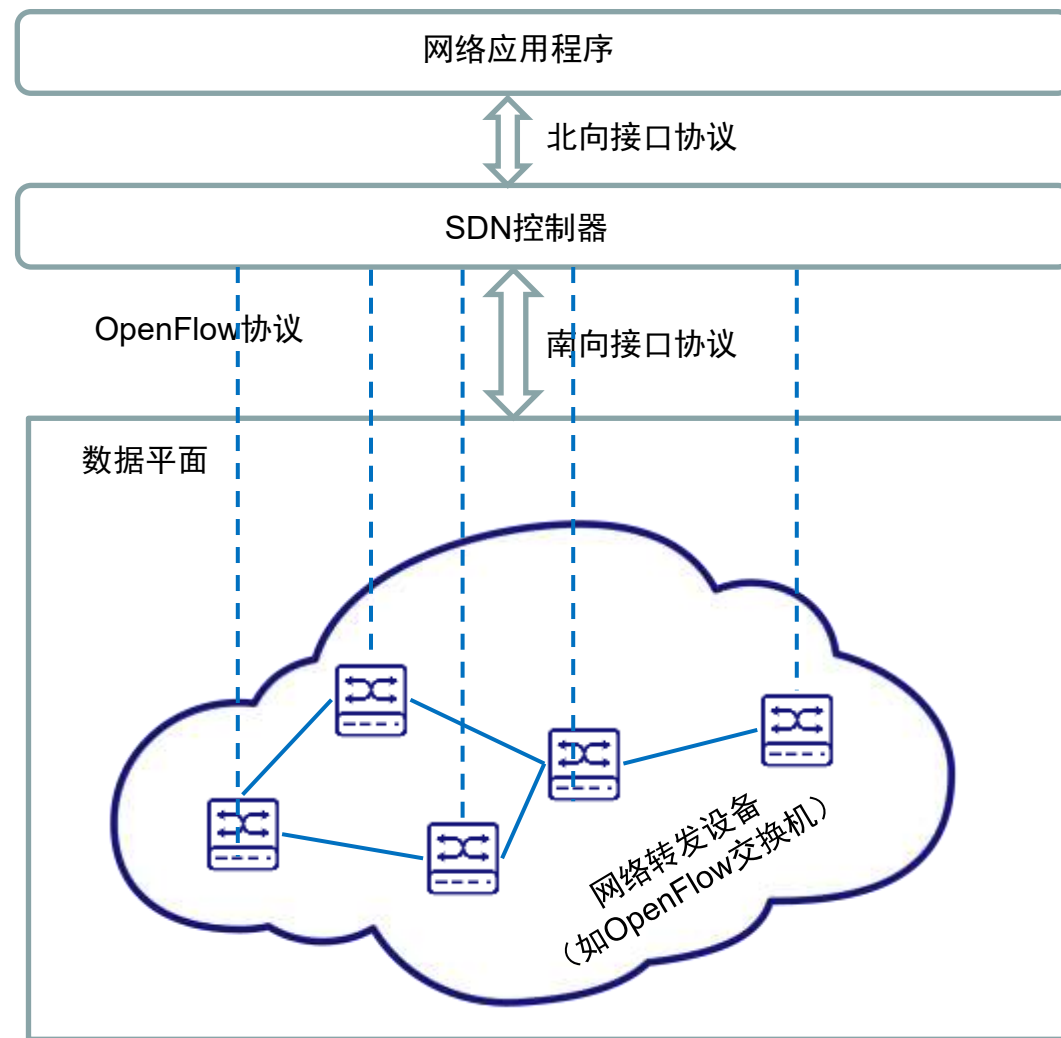 网络应用程序
北向接口协议
SDN控制器
OpenFlow协议
南向接口协议
数据平面
网络转发设备
（如OpenFlow交换机）